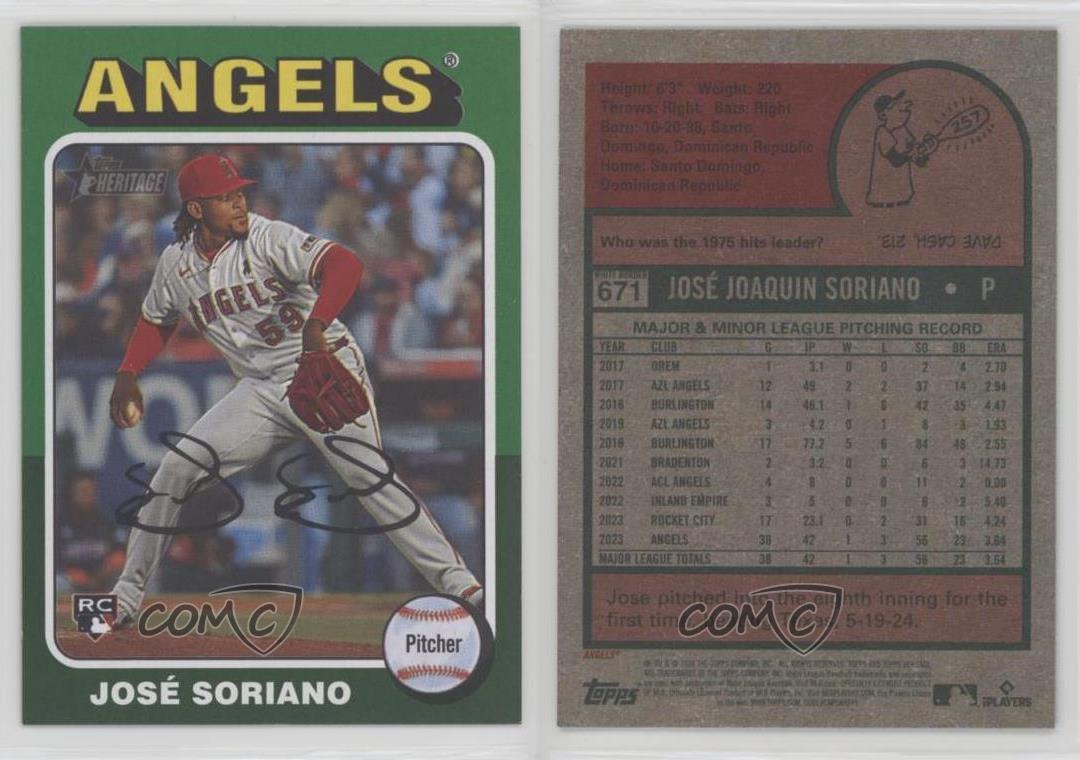 ANGELS®
Topps
HERITAGE
ANGELS
59
RC
COMC
Pitcher
JOSÉ SORIANO
Height: 6'3" Weight: 220
Throws: Right Bats: Right
Born: 10-20-98, Santo
Domingo, Dominican Republic
Home: Santo Domingo,
Dominican Republic
257
Who was the 1975 hits leader?
DAVE CASH, 213.
WHITE BORDER
671 JOSÉ JOAQUIN SORIANO • P
MAJOR & MINOR LEAGUE PITCHING RECORD
YEAR CLUB G IP W L SO BB ERA
2017 OREM 1 3.1 0 0 2 4 2.70
2017 AZL ANGELS 12 49 2 2 37 14 2.94
2018 BURLINGTON 14 46.1 1 6 42 35 4.47
2019 AZL ANGELS 3 4.2 0 1 8 3 1.93
2019 BURLINGTON 17 77.2 5 6 84 48 2.55
2021 BRADENTON 2 3.2 0 0 6 3 14.73
2022 ACL ANGELS 4 8 0 0 11 2 0.00
2022 INLAND EMPIRE 3 5 0 0 6 2 5.40
2023 ROCKET CITY 17 23.1 0 2 31 16 4.24
2023 ANGELS 38 42 1 3 56 23 3.64
MAJOR LEAGUE TOTALS 38 42 1 3 56 23 3.64
Jose pitched into the eighth inning for the
first time 5-19-24.
COMC
ANGELS®
Topps
PLAYERS